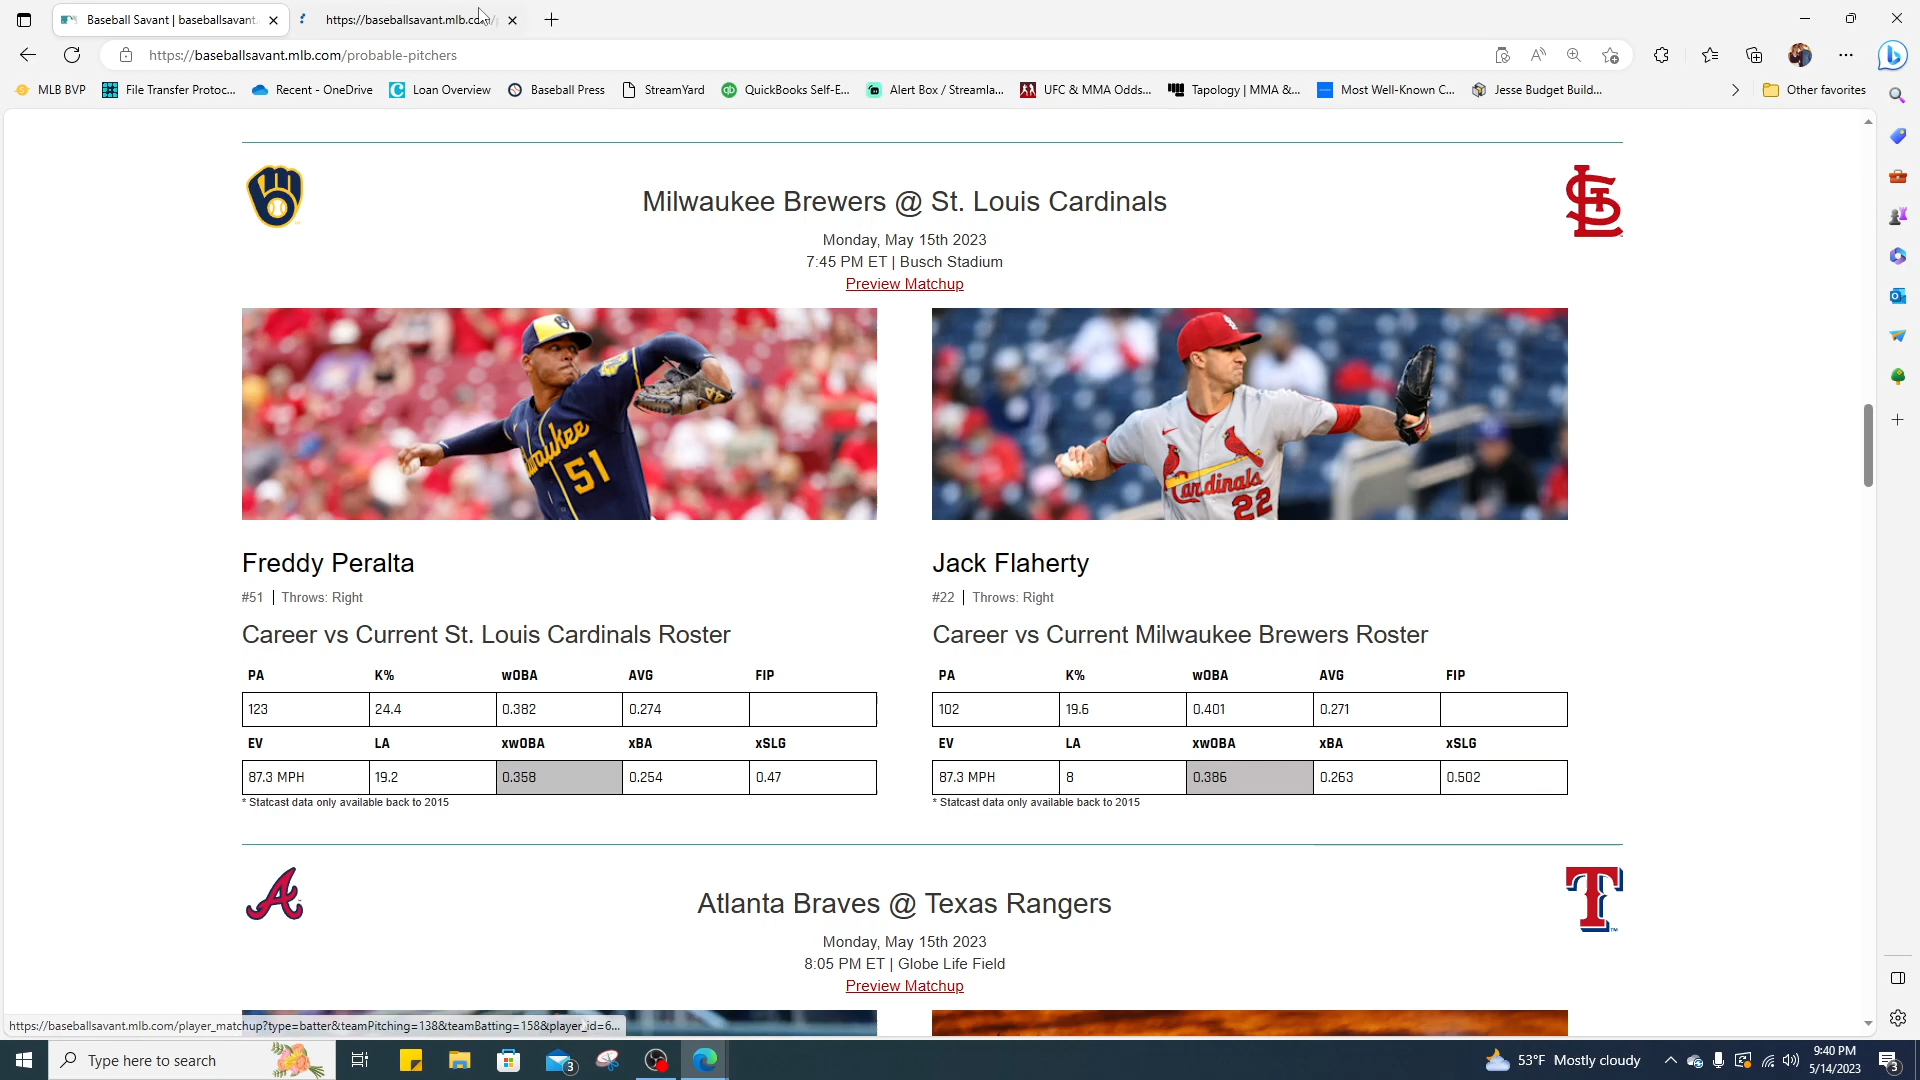 Baseball Savant | baseballsavant.
https://baseballsavant.mlb.com/
https://baseballsavant.mlb.com/probable-pitchers
MLB BVP
File Transfer Protoc...
Recent - OneDrive
Loan Overview
Baseball Press
StreamYard
QuickBooks Self-E...
Alert Box / Streamla...
UFC & MMA Odds...
Tapology | MMA &...
Most Well-Known C...
Jesse Budget Build...
Other favorites
Milwaukee Brewers @ St. Louis Cardinals
Monday, May 15th 2023
7:45 PM ET | Busch Stadium
Preview Matchup
Milwaukee
51
Cardinals
22
Freddy Peralta
#51 | Throws: Right
Career vs Current St. Louis Cardinals Roster
PA K% wOBA AVG FIP
123 24.4 0.382 0.274
EV LA xwOBA xBA xSLG
87.3 MPH 19.2 0.358 0.254 0.47
* Statcast data only available back to 2015
Jack Flaherty
#22 | Throws: Right
Career vs Current Milwaukee Brewers Roster
PA K% wOBA AVG FIP
102 19.6 0.401 0.271
EV LA xwOBA xBA xSLG
87.3 MPH 8 0.386 0.263 0.502
* Statcast data only available back to 2015
Atlanta Braves @ Texas Rangers
Monday, May 15th 2023
8:05 PM ET | Globe Life Field
Preview Matchup
https://baseballsavant.mlb.com/player_matchup?type=batter&teamPitching=138&teamBatting=158&player_id=6...
Type here to search
3
53°F Mostly cloudy
9:40 PM
5/14/2023
3